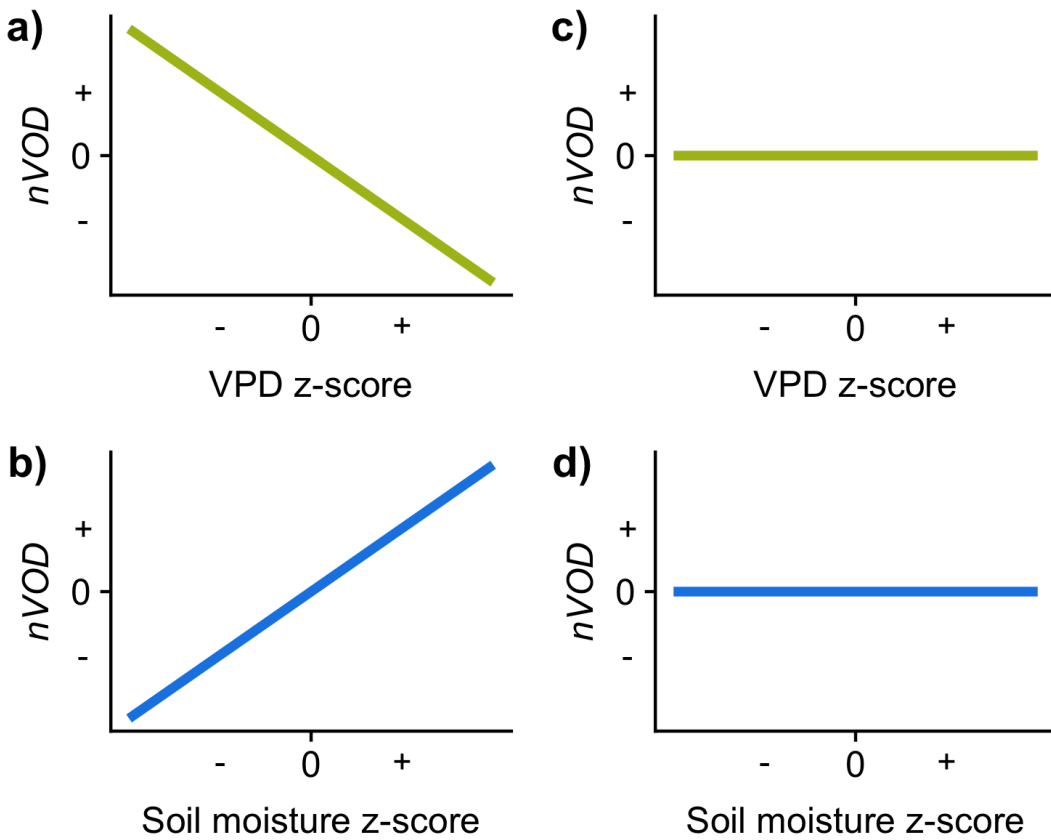 a)
nVOD
+
0
-
- 0 +
VPD z-score
c)
nVOD
+
0
-
- 0 +
VPD z-score
b)
nVOD
+
0
-
- 0 +
Soil moisture z-score
d)
nVOD
+
0
-
- 0 +
Soil moisture z-score